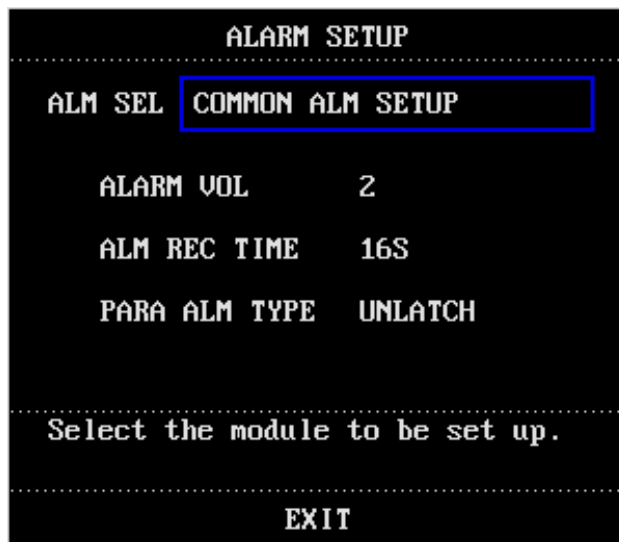 ALARM SETUP
ALM SEL COMMON ALM SETUP
ALARM VOL 2
ALM REC TIME 16S
PARA ALM TYPE UNLATCH
Select the module to be set up.
EXIT